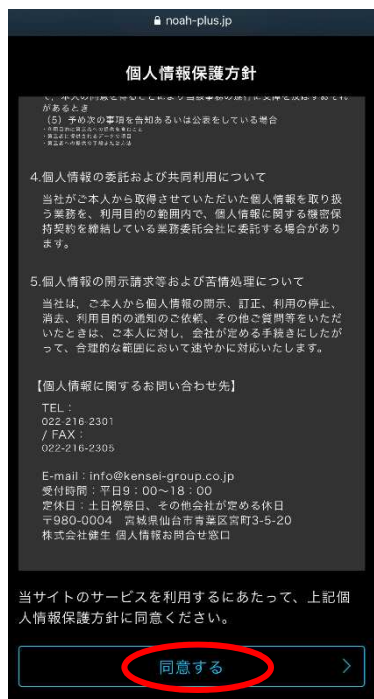 noah-plus.jp
個人情報保護方針
があるとき
(5) 予め次の事項を告知あるいは公表をしている場合
4.個人情報の委託および共同利用について
当社がご本人から取得させていただいた個人情報を取り扱
う業務を、利用目的の範囲内で、個人情報に関する機密保
持契約を締結している業務委託会社に委託する場合があり
ます。
5.個人情報の開示請求等および苦情処理について
当社は、ご本人から個人情報の開示、訂正、利用の停止、
消去、利用目的の通知のご依頼、その他ご質問等をいただ
いたときは、ご本人に対し、会社が定める手続きにしたが
って、合理的な範囲において速やかに対応いたします。
【個人情報に関するお問い合わせ先】
TEL：
022-216-2301
/ FAX：
022-216-2305
E-mail：info@kensei-group.co.jp
受付時間：平日9：00〜18：00
定休日：土日祝祭日、その他会社が定める休日
〒980-0004 宮城県仙台市青葉区宮町3-5-20
株式会社健生 個人情報お問合せ窓口
当サイトのサービスを利用するにあたって、上記個
人情報保護方針に同意ください。
同意する